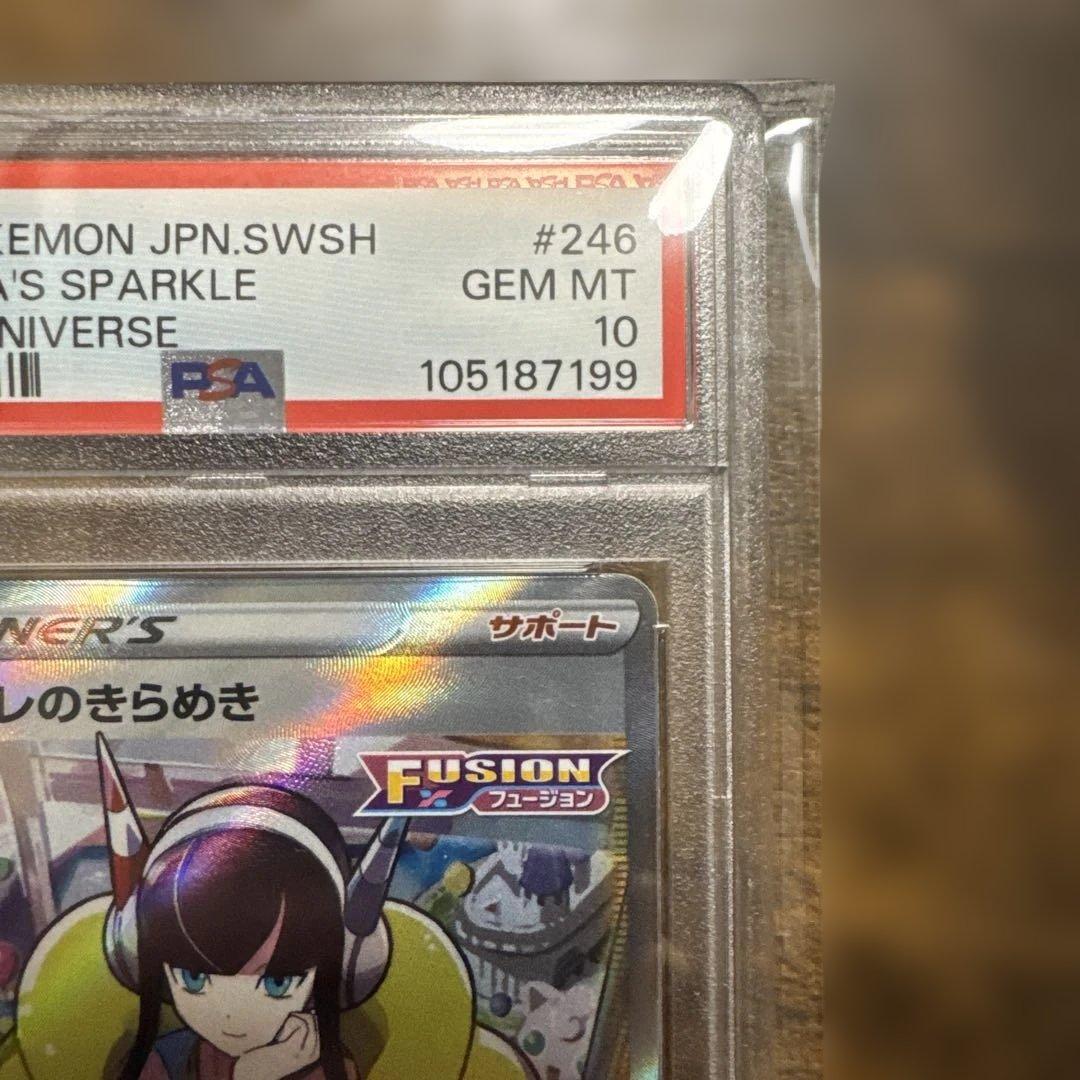 KEMON JPN.SWSH #246
A'S SPARKLE GEM MT
NIVERSE 10
PSA 105187199
NER'S サポート
レのきらめき
FUSION
フュージョン